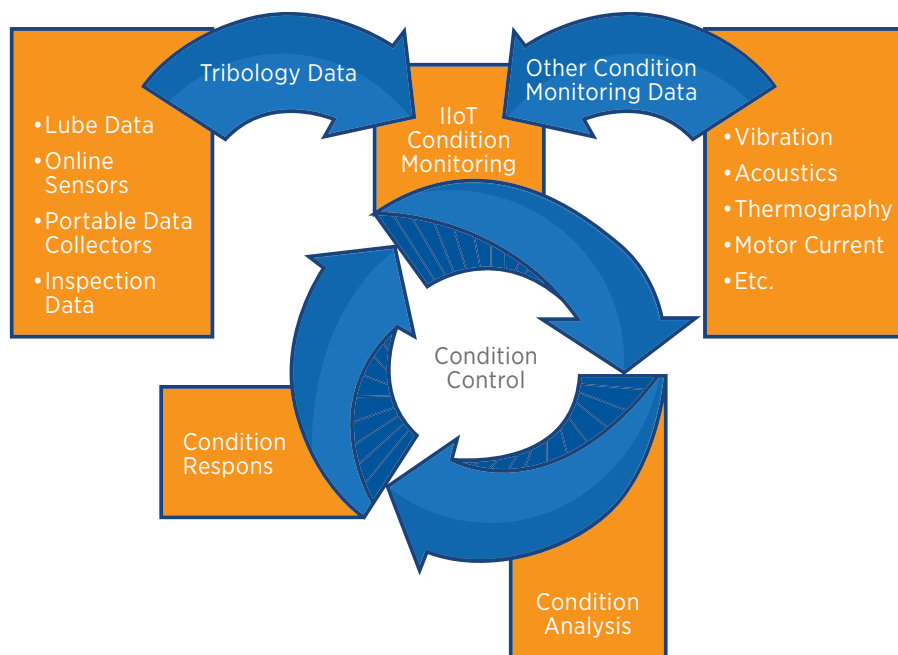 Tribology Data
Other Condition
Monitoring Data
•Lube Data
•Online
Sensors
•Portable Data
Collectors
•Inspection
Data
IIoT
Condition
Monitoring
•Vibration
•Acoustics
•Thermography
•Motor Current
•Etc.
Condition
Control
Condition
Respons
Condition
Analysis